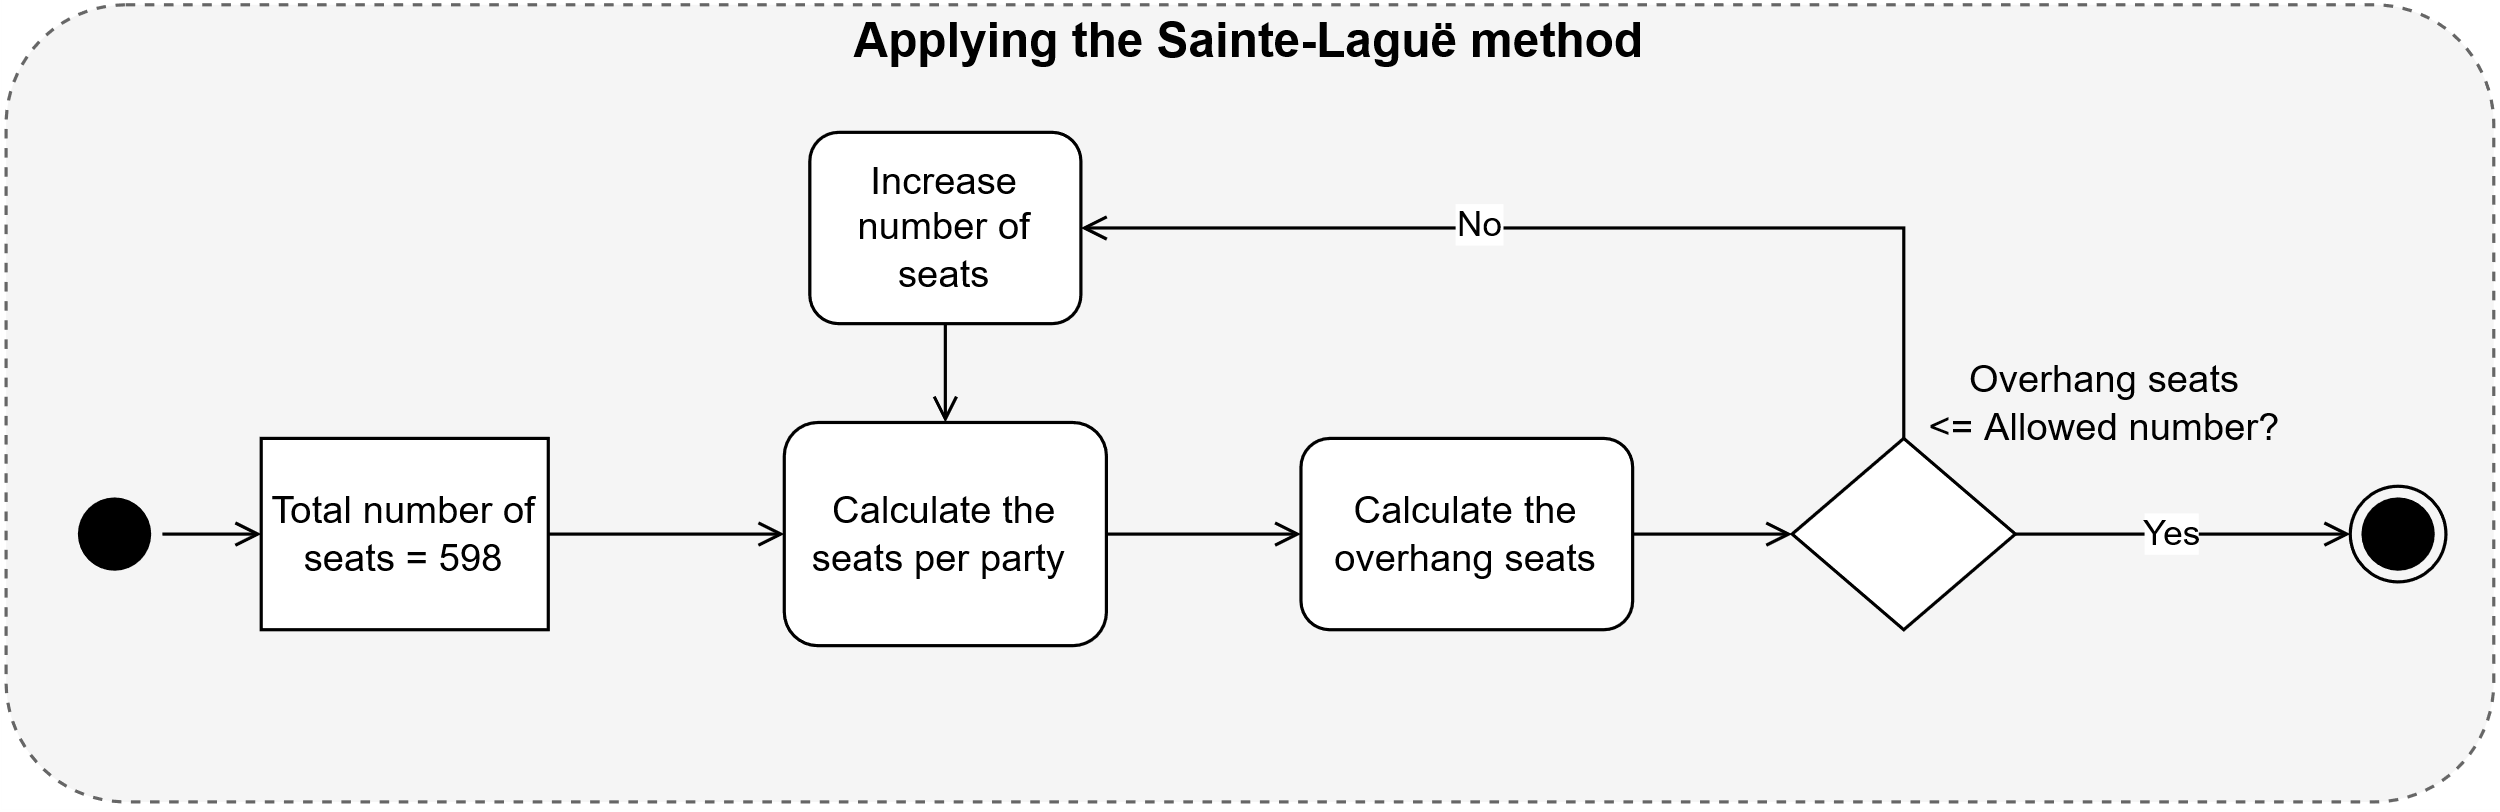 Applying the Sainte-Laguë method
Increase
number of
seats
No
Overhang seats
<= Allowed number?
Total number of
seats = 598
Calculate the
seats per party
Calculate the
overhang seats
Yes